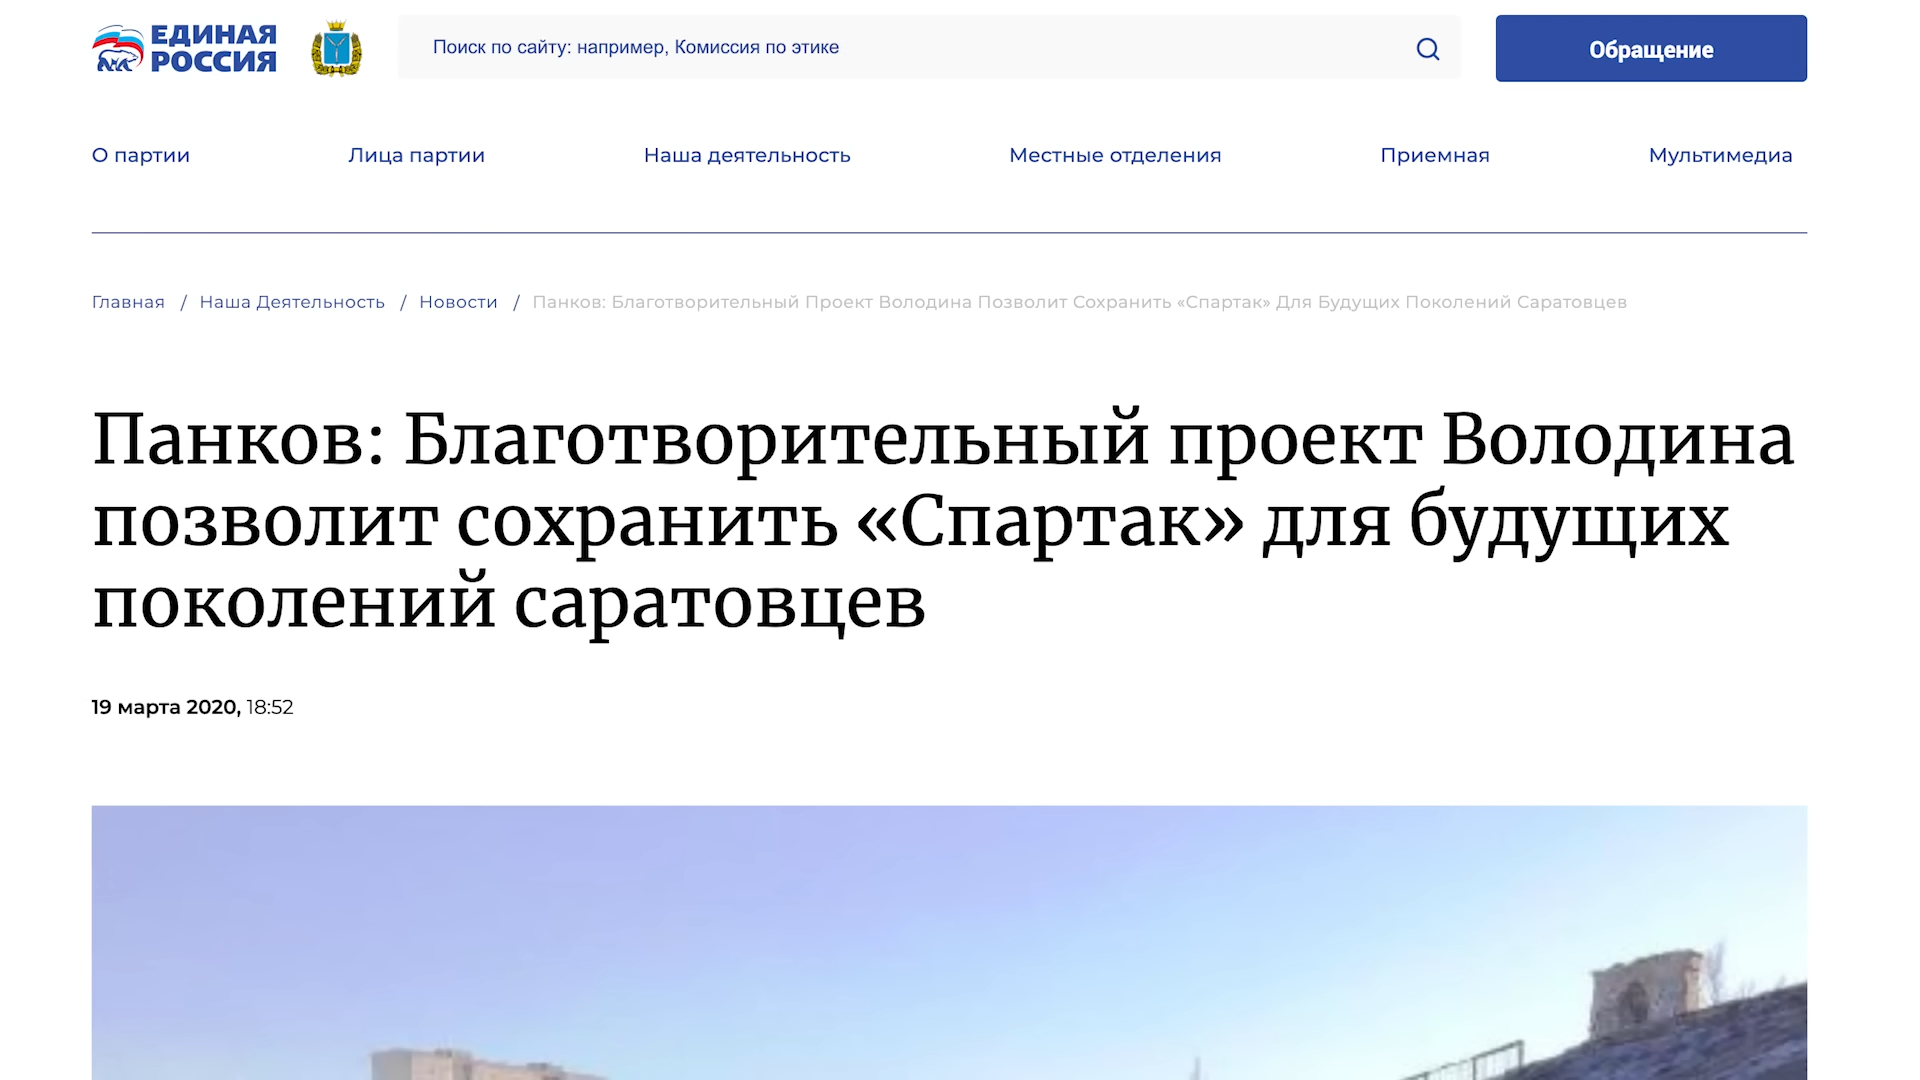 ЕДИНАЯ
РОССИЯ
Поиск по сайту: например, Комиссия по этике
Обращение
О партии
Лица партии
Наша деятельность
Местные отделения
Приемная
Мультимедиа
Главная / Наша Деятельность / Новости / Панков: Благотворительный Проект Володина Позволит Сохранить «Спартак» Для Будущих Поколений Саратовцев
Панков: Благотворительный проект Володина
позволит сохранить «Спартак» для будущих
поколений саратовцев
19 марта 2020, 18:52